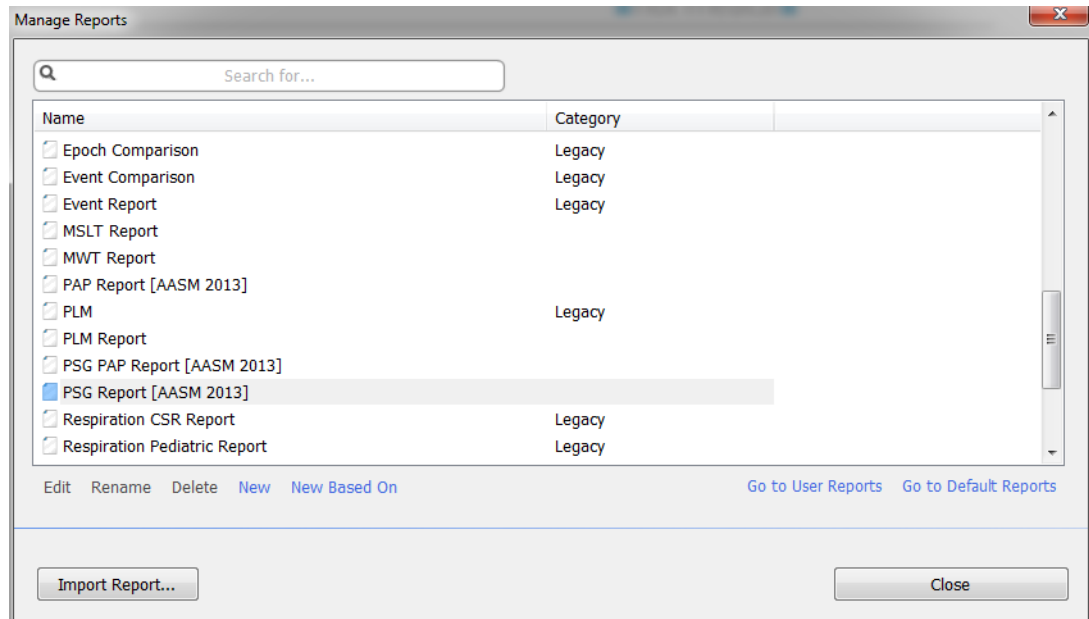 Manage Reports
x
Search for...
Name Category
Epoch Comparison Legacy
Event Comparison Legacy
Event Report Legacy
MSLT Report
MWT Report
PAP Report [AASM 2013]
PLM Legacy
PLM Report
PSG PAP Report [AASM 2013]
PSG Report [AASM 2013]
Respiration CSR Report Legacy
Respiration Pediatric Report Legacy
Edit Rename Delete New New Based On Go to User Reports Go to Default Reports
Import Report... Close